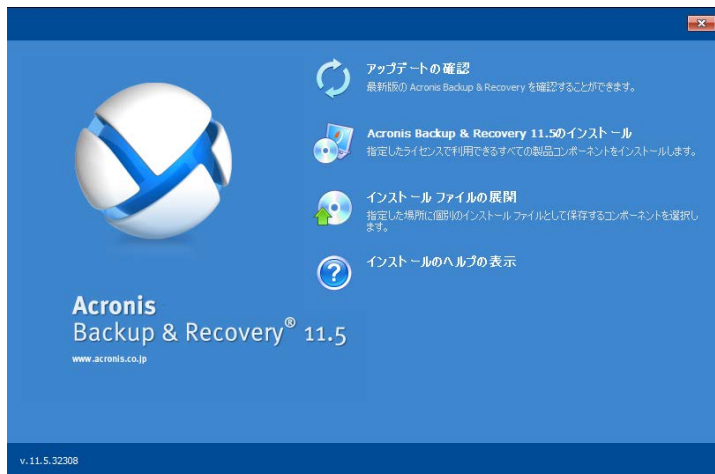 アップデートの確認
最新版の Acronis Backup & Recovery を確認することができます。
Acronis Backup & Recovery 11.5のインストール
指定したライセンスで利用できるすべての製品コンポーネントをインストールします。
インストール ファイルの展開
指定した場所に個別のインストール ファイルとして保存するコンポーネントを選択し
ます。
インストールのヘルプの表示
?
Acronis
Backup & Recovery® 11.5
www.acronis.co.jp
v.11.5.32308